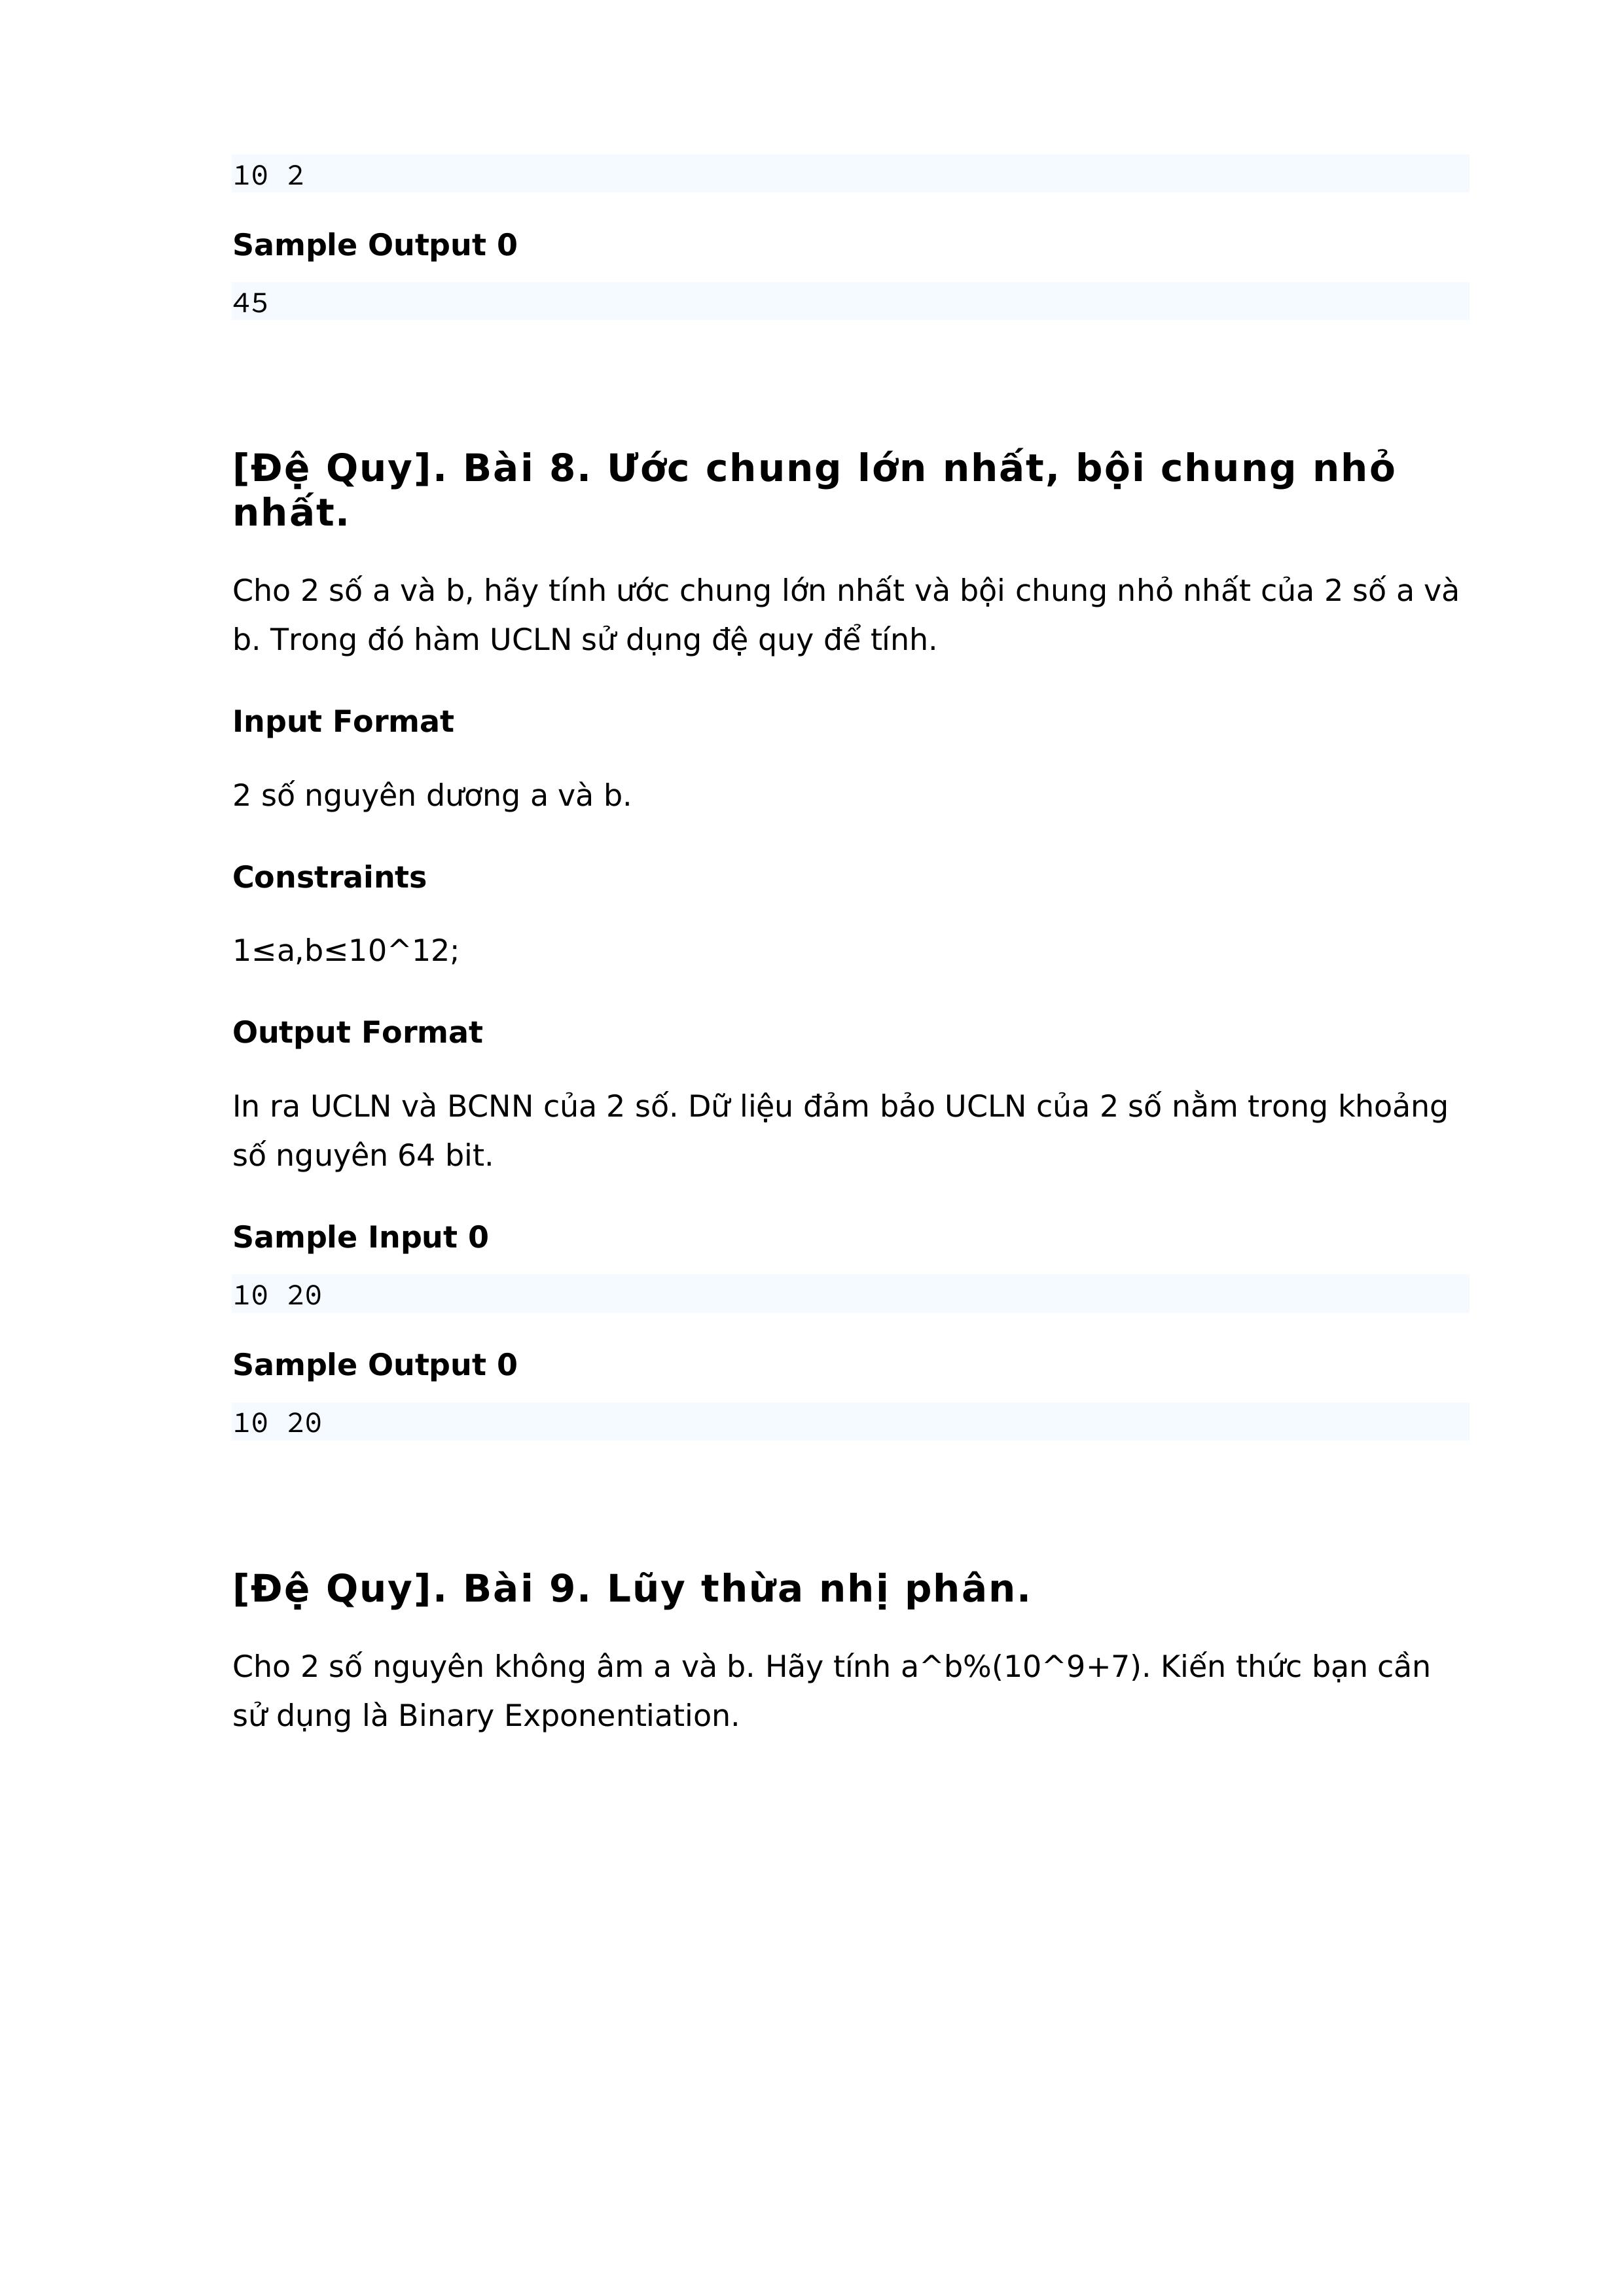 10 2
Sample Output 0
45
[Đệ Quy]. Bài 8. Ước chung lớn nhất, bội chung nhỏ
nhất.
Cho 2 số a và b, hãy tính ước chung lớn nhất và bội chung nhỏ nhất của 2 số a và
b. Trong đó hàm UCLN sử dụng đệ quy để tính.
Input Format
2 số nguyên dương a và b.
Constraints
1≤a,b≤10^12;
Output Format
In ra UCLN và BCNN của 2 số. Dữ liệu đảm bảo UCLN của 2 số nằm trong khoảng
số nguyên 64 bit.
Sample Input 0
10 20
Sample Output 0
10 20
[Đệ Quy]. Bài 9. Lũy thừa nhị phân.
Cho 2 số nguyên không âm a và b. Hãy tính a^b%(10^9+7). Kiến thức bạn cần
sử dụng là Binary Exponentiation.